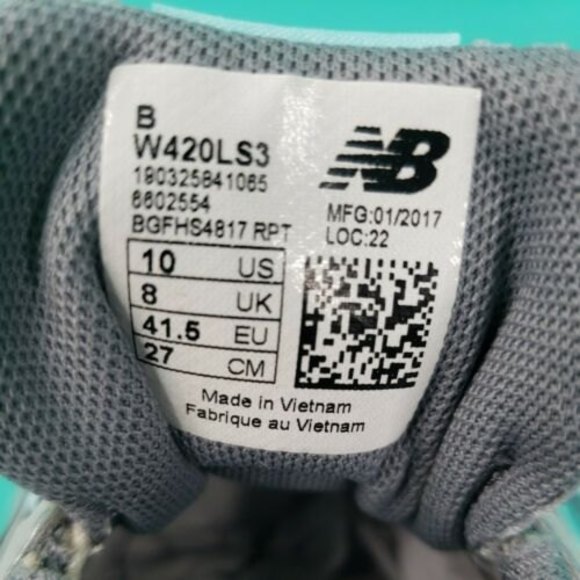 B
W420LS3
190325841065
6602554
BGFHS4817 RPT
NB
MFG:01/2017
LOC:22
10 US
8 UK
41.5 EU
27 CM
Made in Vietnam
Fabrique au Vietnam